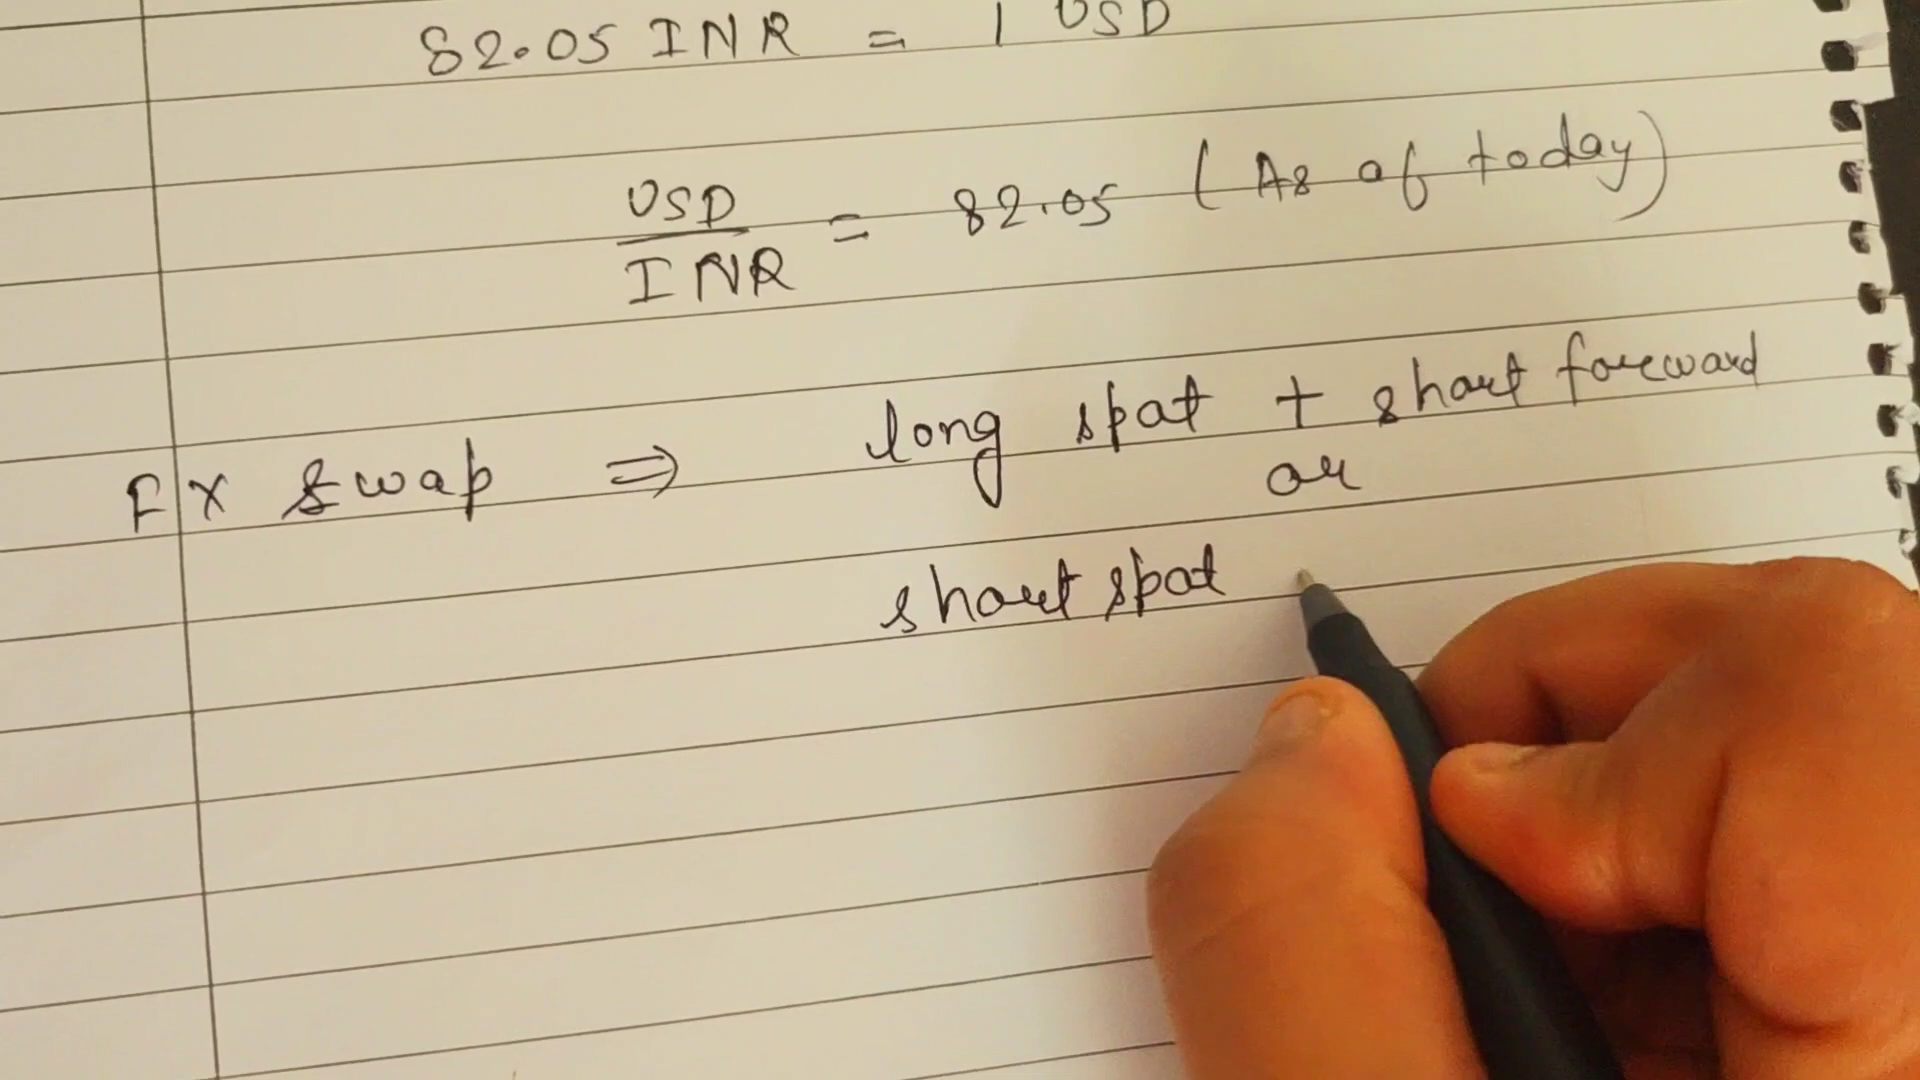 82.05 INR = 1 USD
USD
INR = 82.05 (As of today)
FX swap ⇒ long spot + short foreward
or
short spot